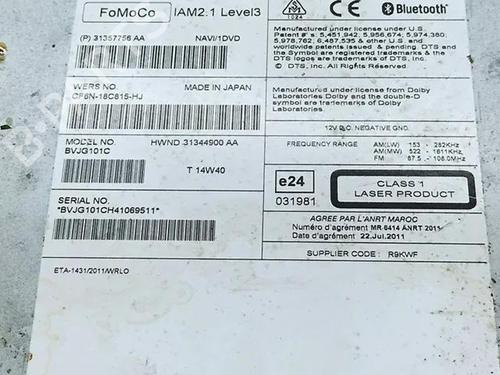 FoMoCo
IAM2.1 Level3
(P) 31357756 AA
NAVI/1DVD
WERS NO.
MADE IN JAPAN
CF6N-18C815-HJ
MODEL NO.
HWND 31344900 AA
BVJG101C
T 14W40
SERIAL NO.
*BVJG101CH41069511*
ETA-1431/2011/WRLO
1024
Bluetooth®
Manufactured under license under U.S.
Patent #'s : 5,451,942; 5,956,674; 5,974,380;
5,978,762; 6,487,535 & other U.S. and
worldwide patents issued & pending. DTS and
the Symbol are registered trademarks & the
DTS logos are trademarks of DTS, Inc.
© DTS, Inc. All Rights Reserved.
Manufactured under license from Dolby
Laboratories Dolby and the double-D
symbol are trademarks of Dolby
Laboratories.
12V D.C. NEGATIVE GND.
FREQUENCY RANGE AM(LW) 153 - 282KHz
AM(MW) 522 - 1611KHz
FM 87.5 - 108.0MHz
e24
031981
CLASS 1
LASER PRODUCT
AGREE PAR L'ANRT MAROC
Numéro d'agrément MR 6414 ANRT 2011
Date d'agrément 22.Jul.2011
SUPPLIER CODE : R9KWF